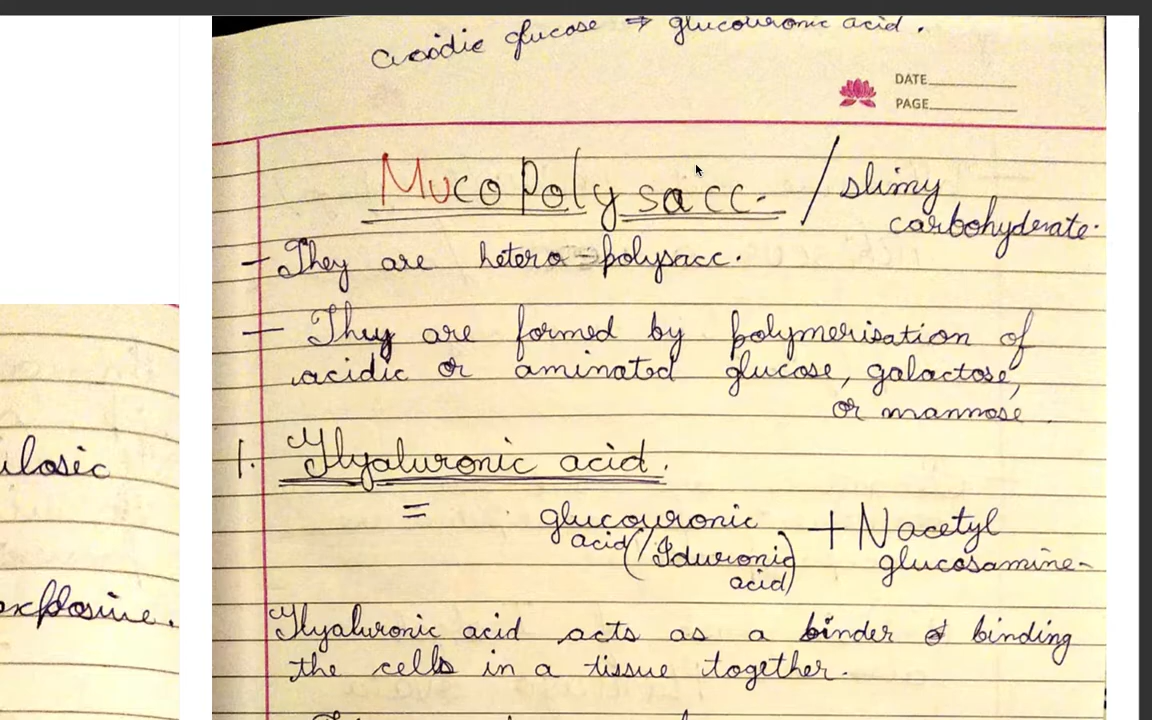 acidic glucose ⇒ glucouronic acid.
DATE
PAGE
Mucopolysacc. / slimy
carbohyderate.
- They are hetero-polysacc.
- They are formed by polymerisation of
acidic or aminated glucose, galactose,
or mannose.
1. Hyaluronic acid.
= glucouronic + N acetyl
acid (/Iduronic glucosamine-
acid)
Hyaluronic acid acts as a binder binding
the cells in a tissue together.
ulosic
explosive.